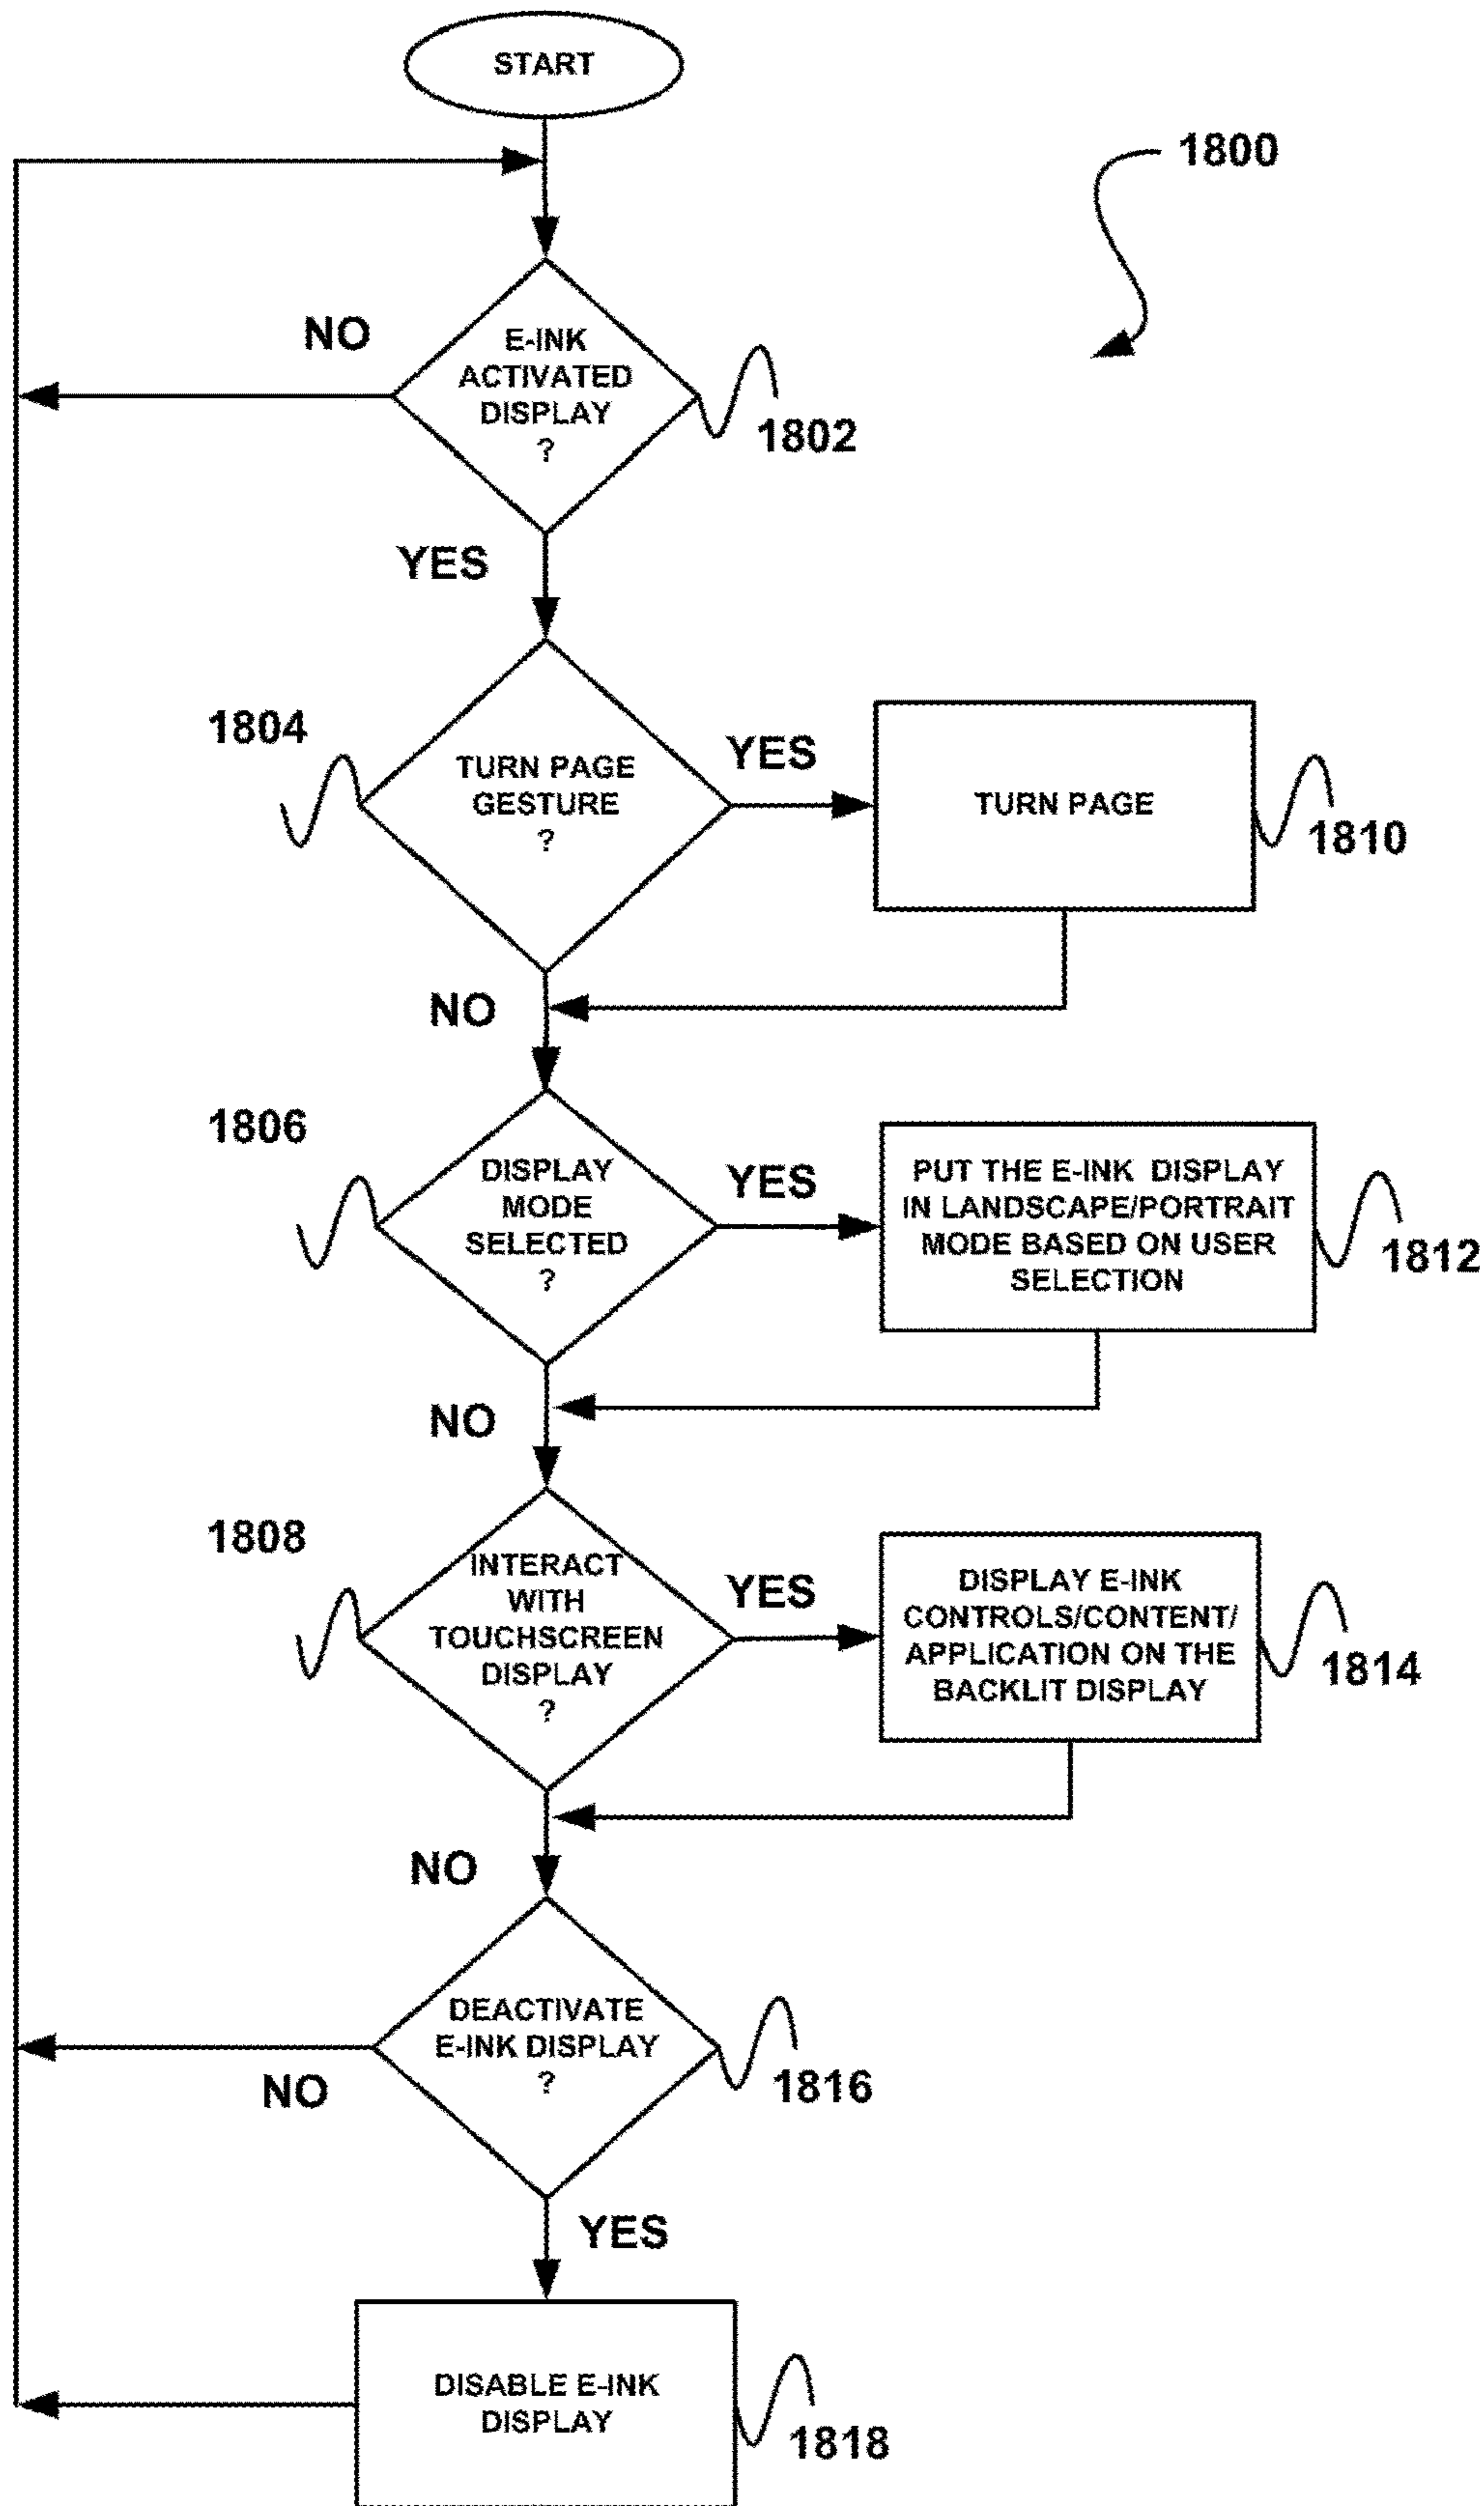 START
1800
NO
E-INK
ACTIVATED
DISPLAY
?
1802
YES
1804
TURN PAGE
GESTURE
?
YES
TURN PAGE
1810
NO
1806
DISPLAY
MODE
SELECTED
?
YES
PUT THE E-INK DISPLAY
IN LANDSCAPE/PORTRAIT
MODE BASED ON USER
SELECTION
1812
NO
1808
INTERACT
WITH
TOUCHSCREEN
DISPLAY
?
YES
DISPLAY E-INK
CONTROLS/CONTENT/
APPLICATION ON THE
BACKLIT DISPLAY
1814
NO
DEACTIVATE
E-INK DISPLAY
?
1816
NO
YES
DISABLE E-INK
DISPLAY
1818